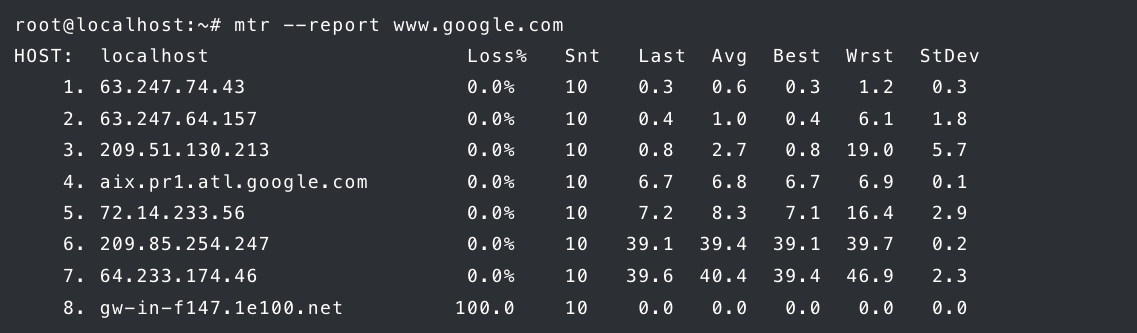 root@localhost:~# mtr --report www.google.com
HOST:  localhost                     Loss%   Snt   Last  Avg  Best  Wrst  StDev
    1. 63.247.74.43                  0.0%    10    0.3   0.6   0.3   1.2   0.3
    2. 63.247.64.157                 0.0%    10    0.4   1.0   0.4   6.1   1.8
    3. 209.51.130.213                0.0%    10    0.8   2.7   0.8  19.0   5.7
    4. aix.pr1.atl.google.com        0.0%    10    6.7   6.8   6.7   6.9   0.1
    5. 72.14.233.56                  0.0%    10    7.2   8.3   7.1  16.4   2.9
    6. 209.85.254.247                0.0%    10   39.1  39.4  39.1  39.7   0.2
    7. 64.233.174.46                 0.0%    10   39.6  40.4  39.4  46.9   2.3
    8. gw-in-f147.1e100.net         100.0    10    0.0   0.0   0.0   0.0   0.0